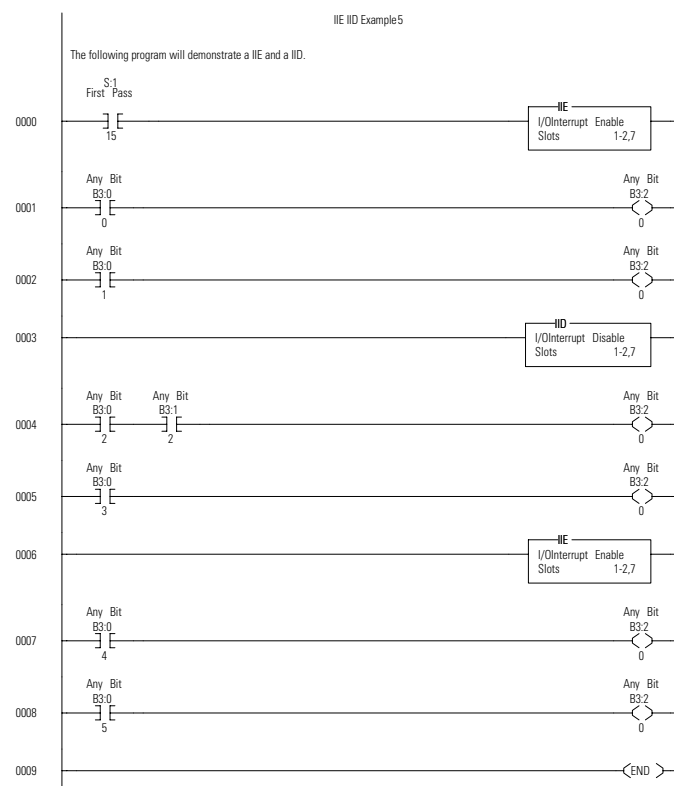 IIE IID Example5
The following program will demonstrate a IIE and a IID.
S:1
First Pass
IIE
0000
I/OInterrupt Enable
15
Slots 1-2,7
Any Bit Any Bit
B3:0 B3:2
0001
0 0
Any Bit Any Bit
B3:0 B3:2
0002
1 0
IID
0003
I/OInterrupt Disable
Slots 1-2,7
Any Bit Any Bit Any Bit
B3:0 B3:1 B3:2
0004
2 2 0
Any Bit Any Bit
B3:0 B3:2
0005
3 0
IIE
0006
I/OInterrupt Enable
Slots 1-2,7
Any Bit Any Bit
B3:0 B3:2
0007
4 0
Any Bit Any Bit
B3:0 B3:2
0008
5 0
0009 END